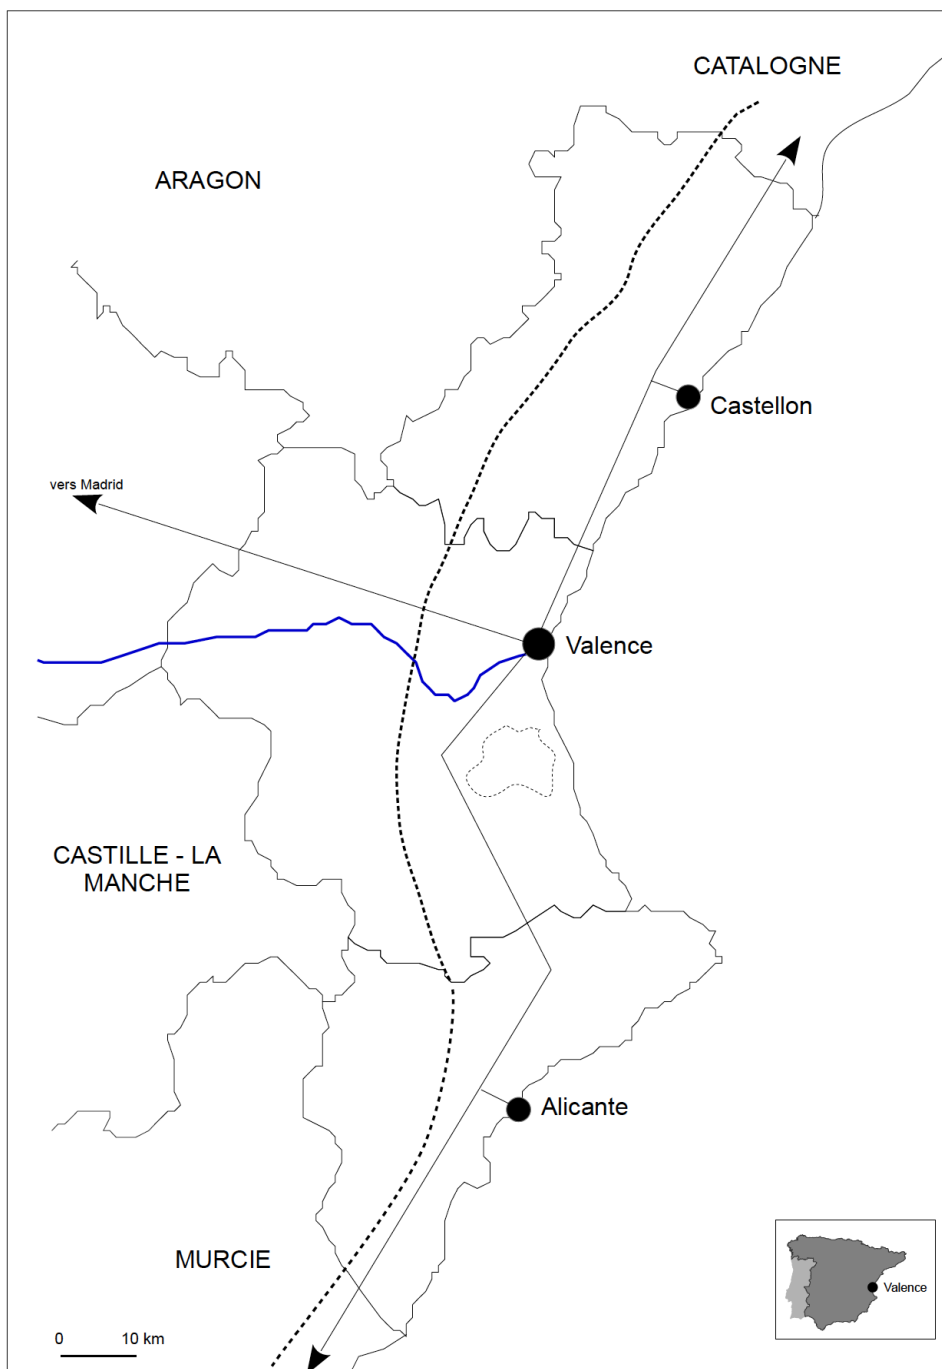 CATALOGNE
ARAGON
Castellon
vers Madrid
Valence
CASTILLE - LA
MANCHE
Alicante
MURCIE
Valence
0 10 km